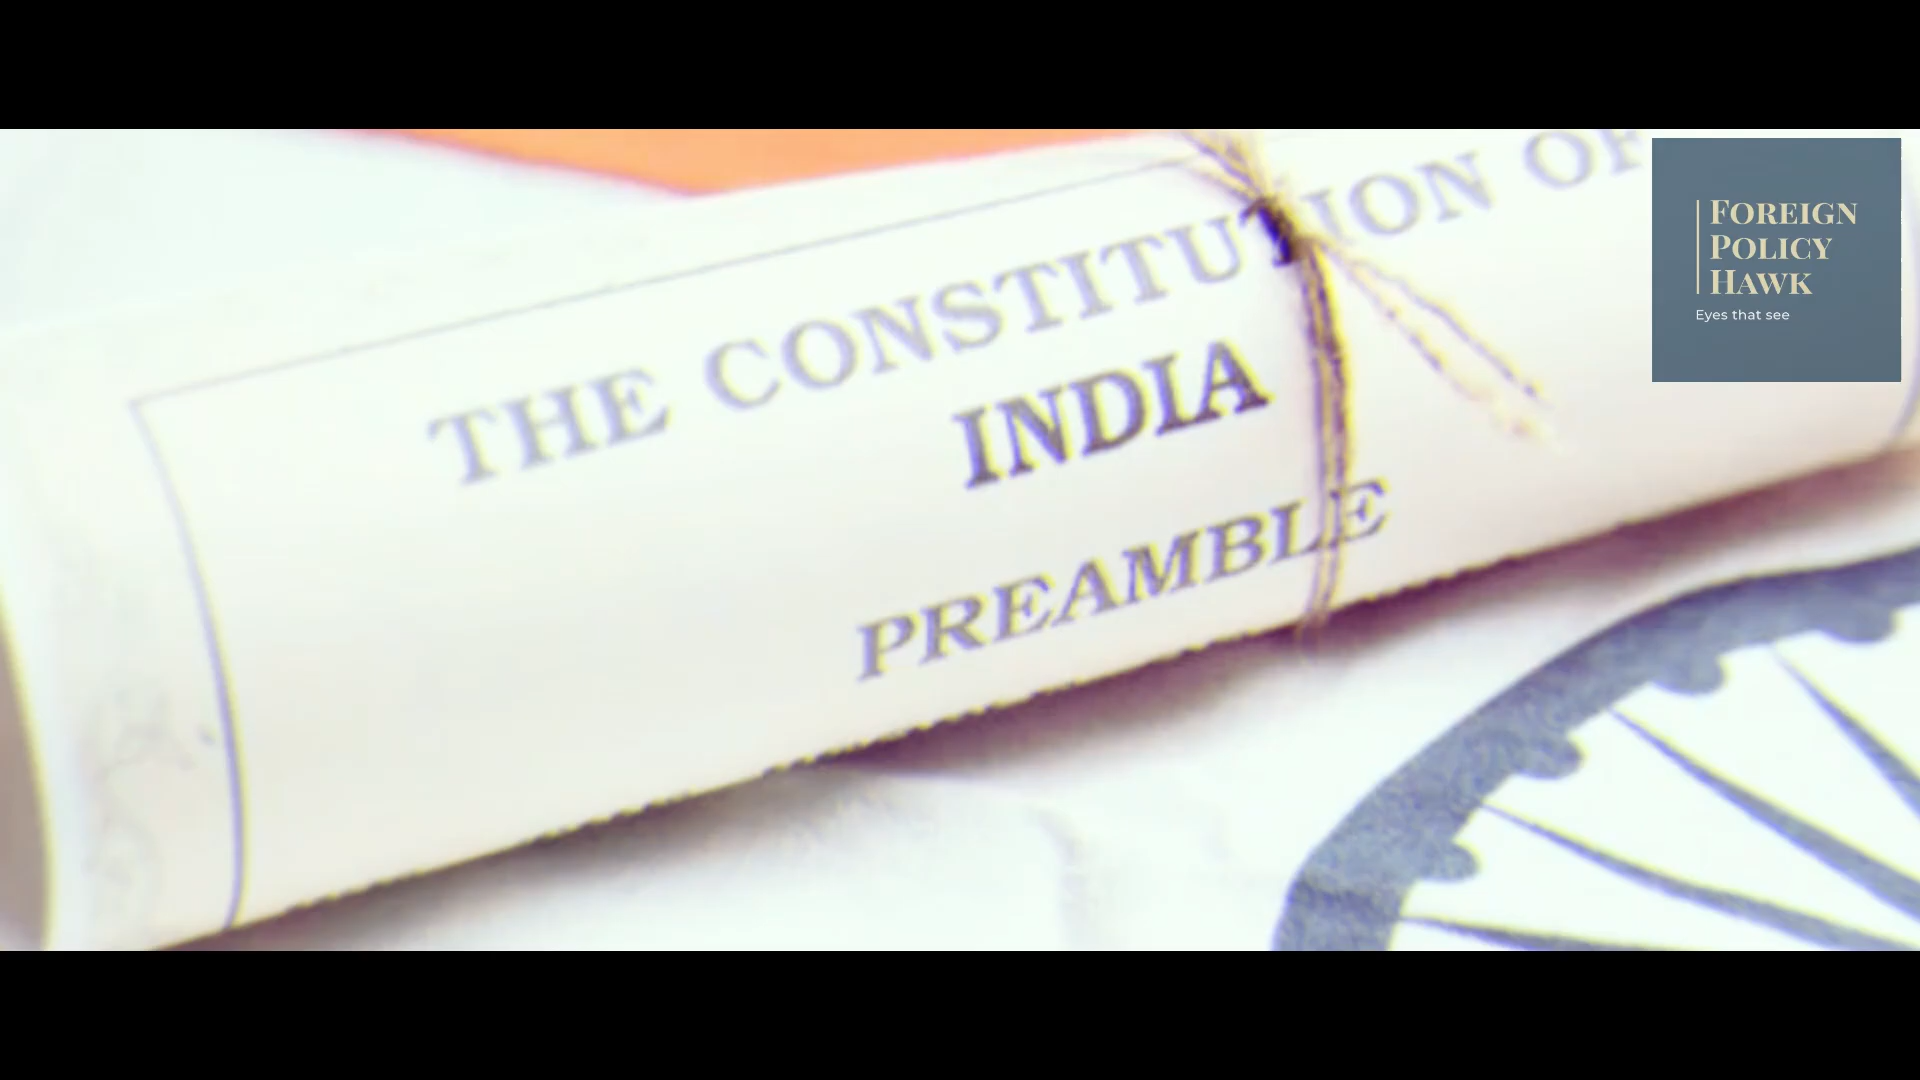 THE CONSTITUTION OF
INDIA
PREAMBLE
FOREIGN
POLICY
HAWK
Eyes that see